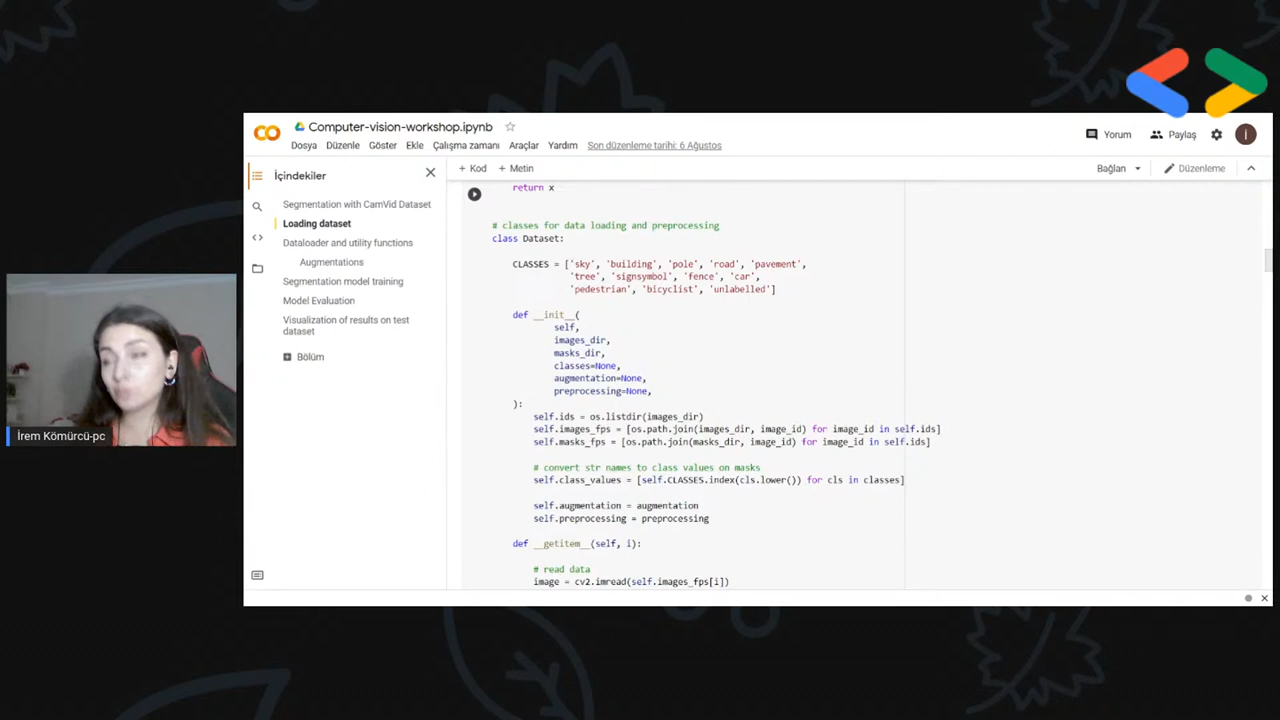 Computer-vision-workshop.ipynb
Yorum
Paylaş
i
Dosya Düzenle Göster Ekle Çalışma zamanı Araçlar Yardım Son düzenleme tarihi: 6 Ağustos
İçindekiler
+ Kod + Metin
Bağlan
Düzenleme
Segmentation with CamVid Dataset
Loading dataset
Dataloader and utility functions
Augmentations
Segmentation model training
Model Evaluation
Visualization of results on test
dataset
Bölüm
return x
# classes for data loading and preprocessing
class Dataset:
CLASSES = ['sky', 'building', 'pole', 'road', 'pavement',
'tree', 'signsymbol', 'fence', 'car',
'pedestrian', 'bicyclist', 'unlabelled']
def __init__(
self,
images_dir,
masks_dir,
classes=None,
augmentation=None,
preprocessing=None,
):
self.ids = os.listdir(images_dir)
self.images_fps = [os.path.join(images_dir, image_id) for image_id in self.ids]
self.masks_fps = [os.path.join(masks_dir, image_id) for image_id in self.ids]
# convert str names to class values on masks
self.class_values = [self.CLASSES.index(cls.lower()) for cls in classes]
self.augmentation = augmentation
self.preprocessing = preprocessing
def __getitem__(self, i):
# read data
image = cv2.imread(self.images_fps[i])
İrem Kömürcü-pc